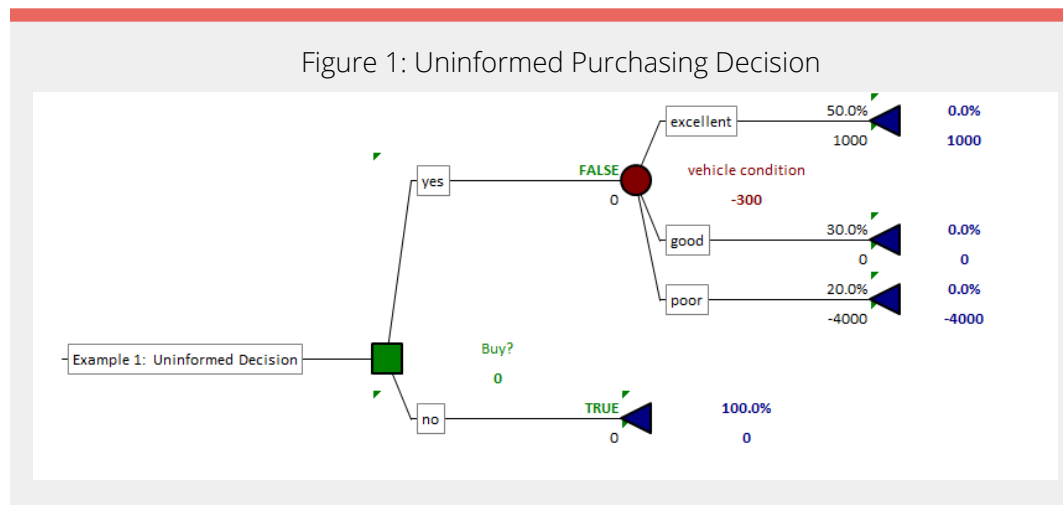 Figure 1: Uninformed Purchasing Decision
excellent
50.0%
0.0%
1000
1000
yes
FALSE
0
vehicle condition
-300
good
30.0%
0.0%
0
0
poor
20.0%
0.0%
-4000
-4000
Example 1: Uninformed Decision
Buy?
0
no
TRUE
100.0%
0
0